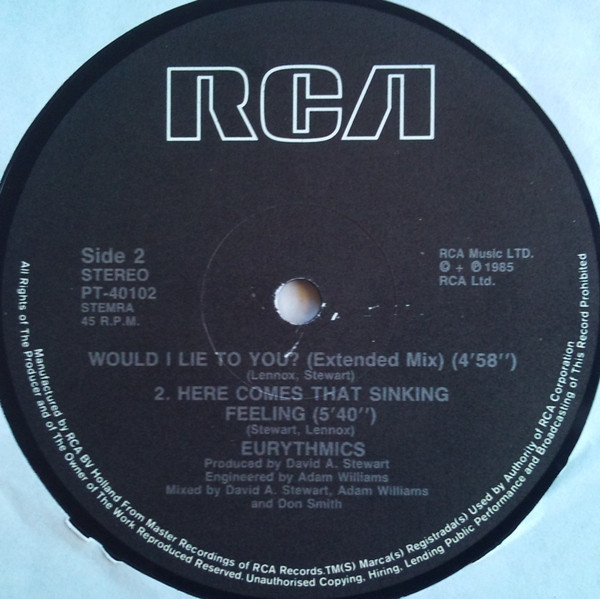 RCA
Side 2
STEREO
PT-40102
STEMRA
45 R.P.M.
RCA Music LTD.
© + ℗ 1985
RCA Ltd.
WOULD I LIE TO YOU? (Extended Mix) (4'58'')
(Lennox, Stewart)
2. HERE COMES THAT SINKING
FEELING (5'40'')
(Stewart, Lennox)
EURYTHMICS
Produced by David A. Stewart
Engineered by Adam Williams
Mixed by David A. Stewart, Adam Williams
and Don Smith
Manufactured by RCA BV Holland From Master Recordings of RCA Records.TM(S) Marca(s) Registrada(s) Used by Authority of RCA Corporation
All Rights of The Producer and of The Owner of The Work Reproduced Reserved. Unauthorised Copying, Hiring, Lending Public Performance and Broadcasting of This Record Prohibited